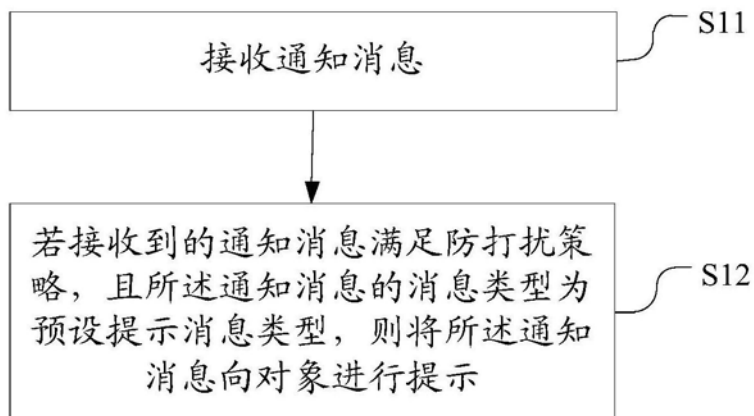 接收通知消息
S11
若接收到的通知消息满足防打扰策
略，且所述通知消息的消息类型为
预设提示消息类型，则将所述通知
消息向对象进行提示
S12